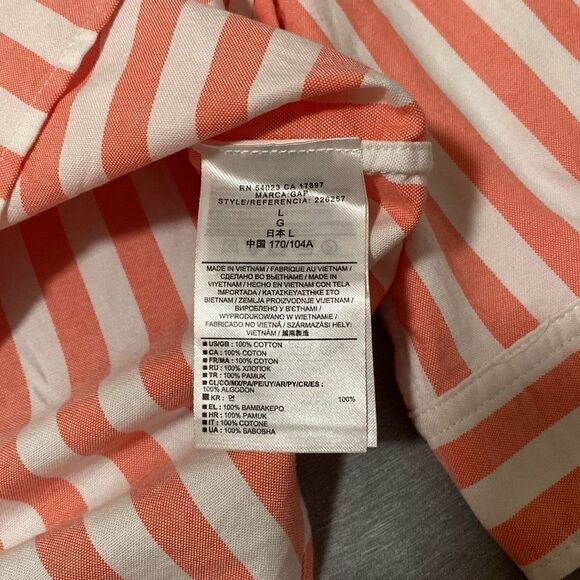 RN 54023 CA 17897
MARCA:GAP
STYLE/REFERENCIA: 226257
L
G
日本 L
中国 170/104A
MADE IN VIETNAM / FABRIQUE AU VIETNAM /
СДЕЛАНО ВО ВЬЕТНАМЕ / MADE IN
VIYETNAM / HECHO EN VIETNAM CON TELA
IMPORTADA / ΚΑΤΑΣΚΕΥΑΣΤΗΚΕ ΣΤΟ
ΒΙΕΤΝΑΜ / ZEMLJA PROIZVODNJE VIJETNAM /
ВИРОБЛЕНО У В'ЄТНАМІ /
WYPRODUKOWANO W WIETNAMIE /
FABRICADO NO VIETNÃ / SZÁRMAZÁSI HELY:
VIETNÁM / 越南製造
US/GB : 100% COTTON
CA : 100% COTON
FR/MA : 100% COTON
RU : 100% ХЛОПОК
TR : 100% PAMUK
CL/CO/MX/PA/PE/UY/AR/PY/CR/ES :
100% ALGODON
KR : 면 100%
EL : 100% ΒΑΜΒΑΚΕΡΟ
HR : 100% PAMUK
IT : 100% COTONE
UA : 100% БАВОВНА